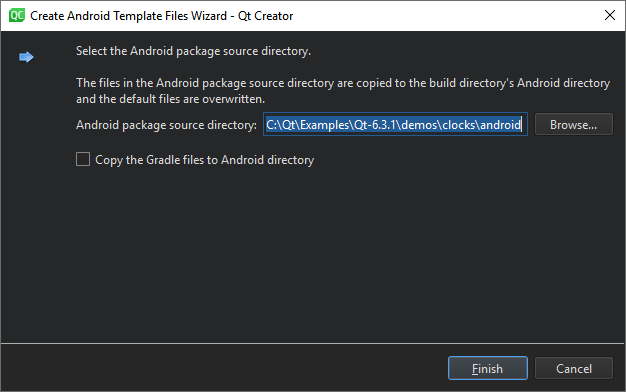 QC Create Android Template Files Wizard - Qt Creator
Select the Android package source directory.
The files in the Android package source directory are copied to the build directory's Android directory
and the default files are overwritten.
Android package source directory: C:\Qt\Examples\Qt-6.3.1\demos\clocks\android Browse...
Copy the Gradle files to Android directory
Finish Cancel